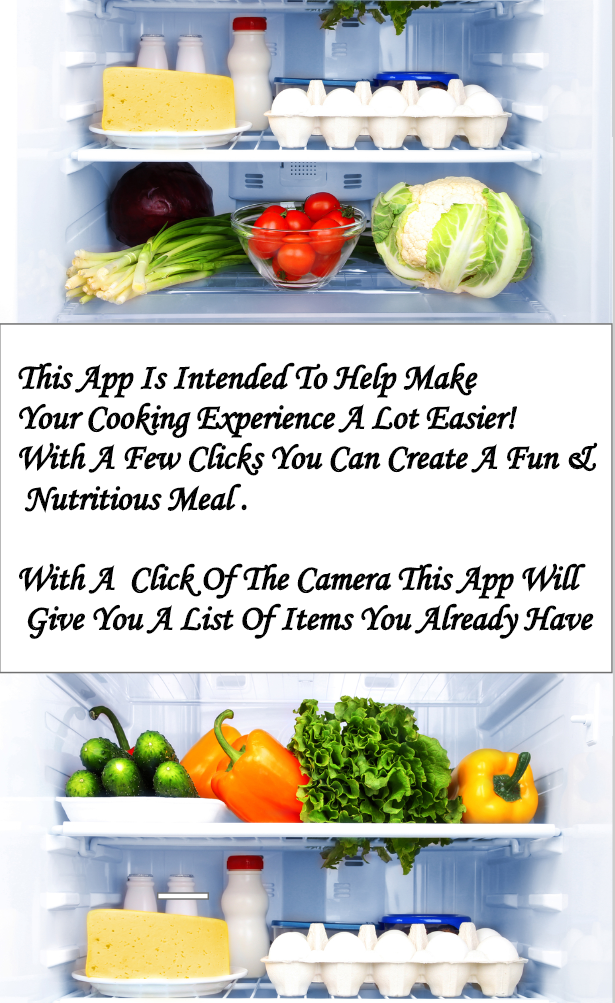 This App Is Intended To Help Make
Your Cooking Experience A Lot Easier!
With A Few Clicks You Can Create A Fun &
Nutritious Meal .
With A Click Of The Camera This App Will
Give You A List Of Items You Already Have